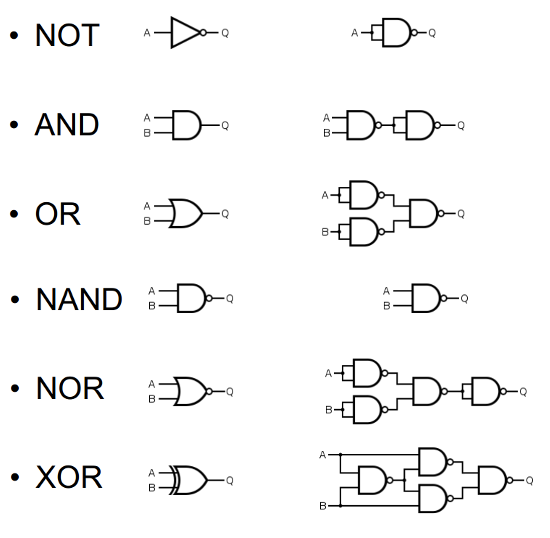 • NOT A Q A Q
• AND A B Q A B Q
• OR A B Q A B Q
• NAND A B Q A B Q
• NOR A B Q A B Q
• XOR A B Q A B Q